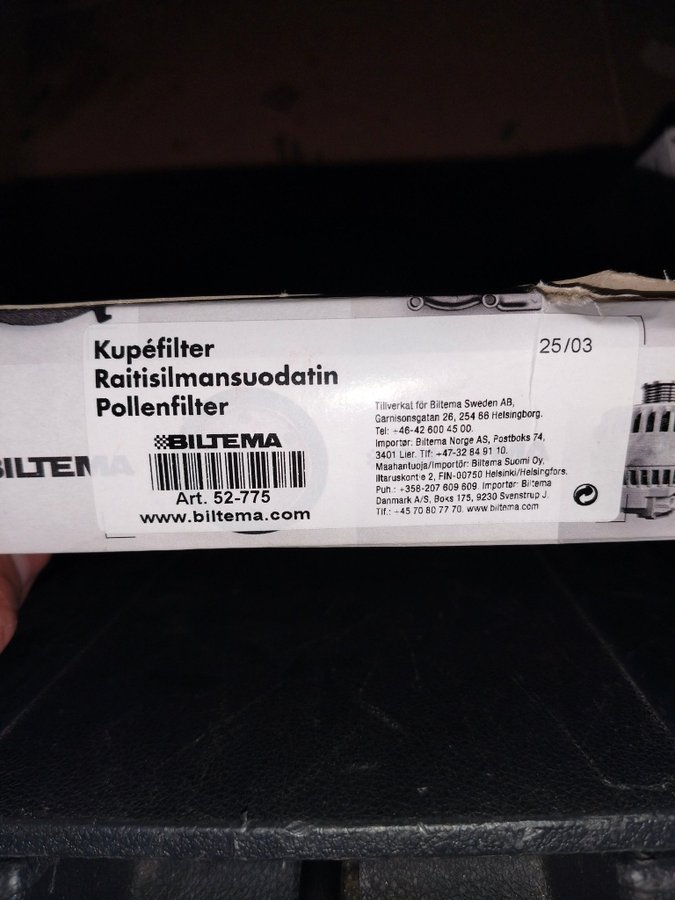 Kupéfilter
Raitisilmansuodatin
Pollenfilter
BILTEMA
Art. 52-775
www.biltema.com
25/03
Tillverkat för Biltema Sweden AB,
Garnisonsgatan 26, 254 66 Helsingborg.
Tel: +46-42 600 45 00.
Importør: Biltema Norge AS, Postboks 74,
3401 Lier. Tlf: +47-32 84 91 10.
Maahantuoja/Importör: Biltema Suomi Oy,
Iltaruskontie 2, FIN-00750 Helsinki/Helsingfors.
Puh.: +358-207 609 609. Importør: Biltema
Danmark A/S, Boks 175, 9230 Svenstrup J.
Tlf.: +45 70 80 77 70. www.biltema.com
BILTEMA